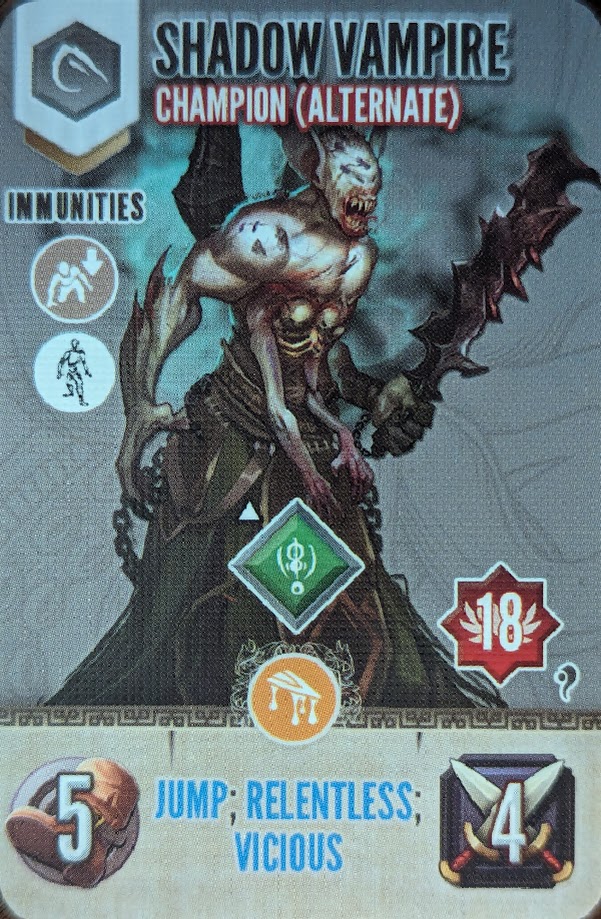 SHADOW VAMPIRE
CHAMPION (ALTERNATE)
IMMUNITIES
18
5
JUMP; RELENTLESS;
VICIOUS
4